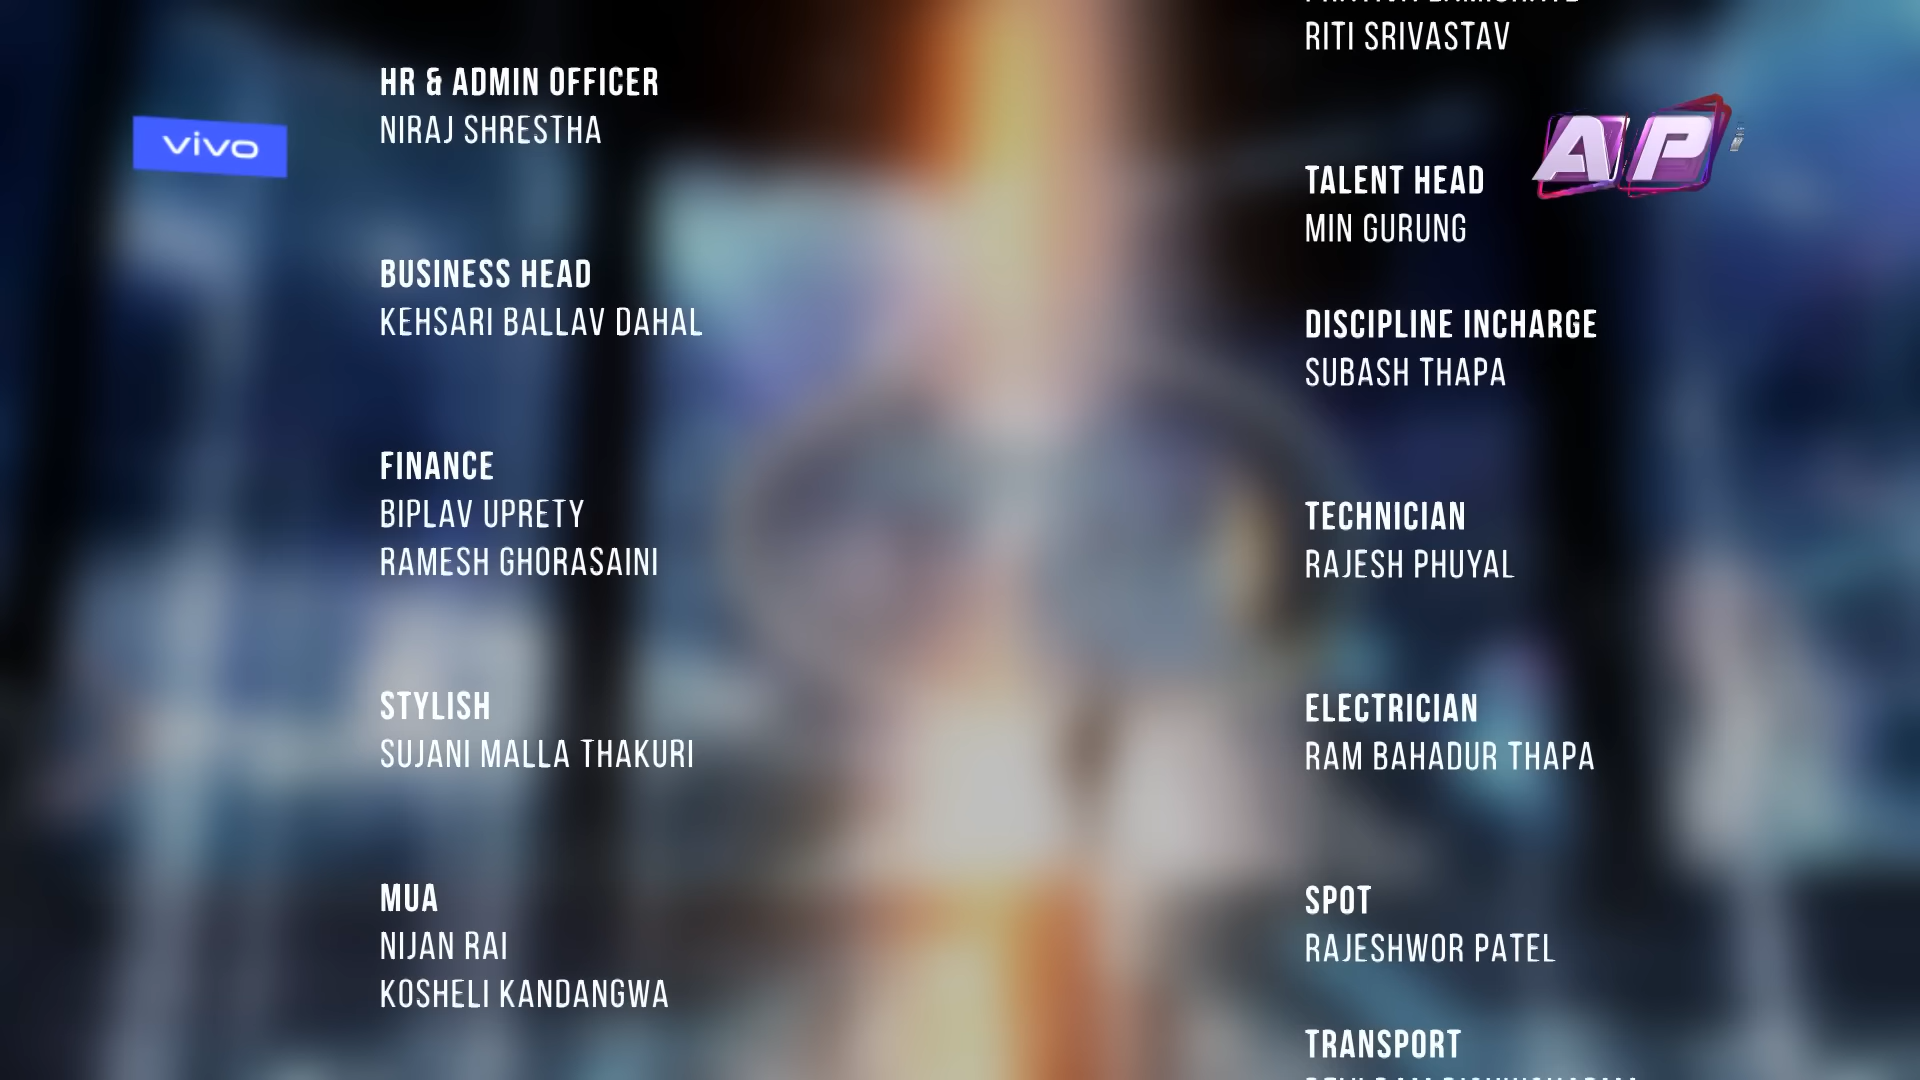 vivo
HR & ADMIN OFFICER
NIRAJ SHRESTHA
BUSINESS HEAD
KEHSARI BALLAV DAHAL
FINANCE
BIPLAV UPRETY
RAMESH GHORASAINI
STYLISH
SUJANI MALLA THAKURI
MUA
NIJAN RAI
KOSHELI KANDANGWA
RITI SRIVASTAV
AP
TALENT HEAD
MIN GURUNG
DISCIPLINE INCHARGE
SUBASH THAPA
TECHNICIAN
RAJESH PHUYAL
ELECTRICIAN
RAM BAHADUR THAPA
SPOT
RAJESHWOR PATEL
TRANSPORT